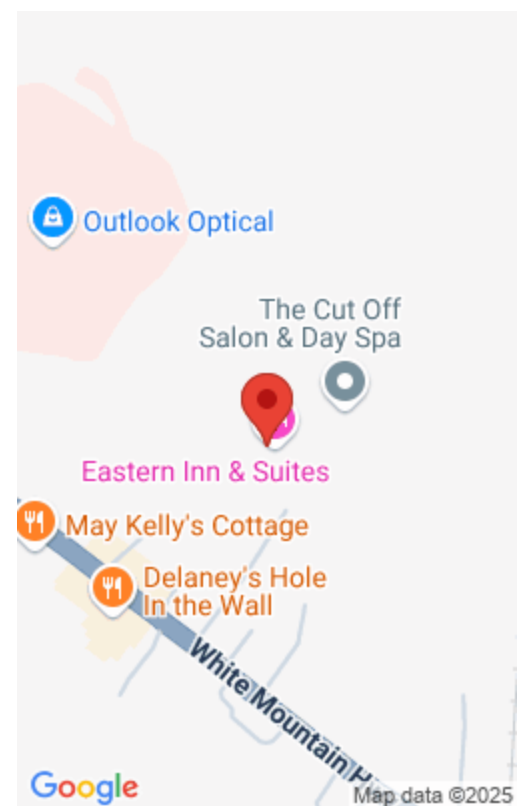 Outlook Optical
The Cut Off
Salon & Day Spa
Eastern Inn & Suites
May Kelly's Cottage
Delaney's Hole
In the Wall
White Mountain H
Google
Map data ©2025